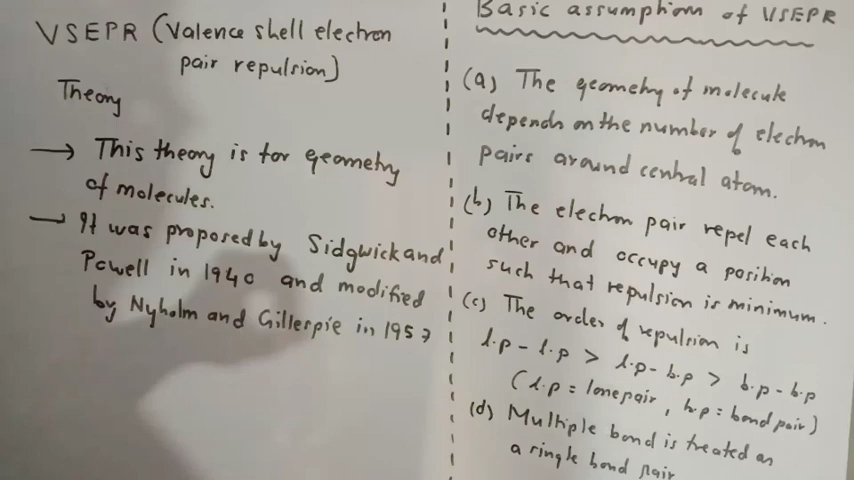 VSEPR (Valence shell electron
pair repulsion)
Theory
→ This theory is for geometry
of molecules.
→ It was proposed by Sidgwick and
Powell in 1940 and modified
by Nyholm and Gillespie in 1957
Basic assumption of VSEPR
(a) The geometry of molecule
depends on the number of electron
pairs around central atom.
(b) The electron pair repel each
other and occupy a position
such that repulsion is minimum.
(c) The order of repulsion is
l.p - l.p > l.p - b.p > b.p - b.p
(l.p = lone pair, b.p = bond pair)
(d) Multiple bond is treated as
a single bond pair